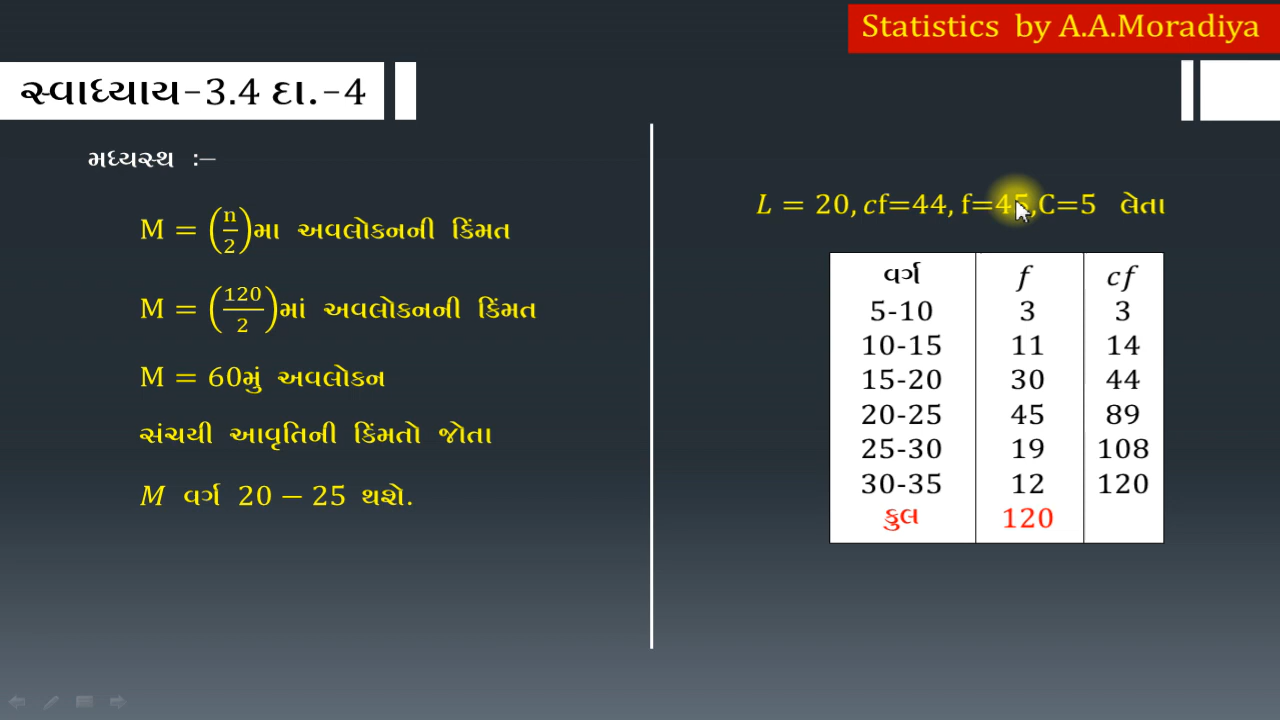 Statistics by A.A.Moradiya
સ્વાધ્યાય-3.4 દા.-4
મધ્યસ્થ :–
M = (n/2)મા અવલોકનની કિંમત
M = (120/2)માં અવલોકનની કિંમત
M = 60મું અવલોકન
સંચયી આવૃતિની કિંમતો જોતા
M વર્ગ 20 − 25 થશે.
L = 20, cf=44, f=45,C=5 લેતા
વર્ગ f cf
5-10 3 3
10-15 11 14
15-20 30 44
20-25 45 89
25-30 19 108
30-35 12 120
કુલ 120